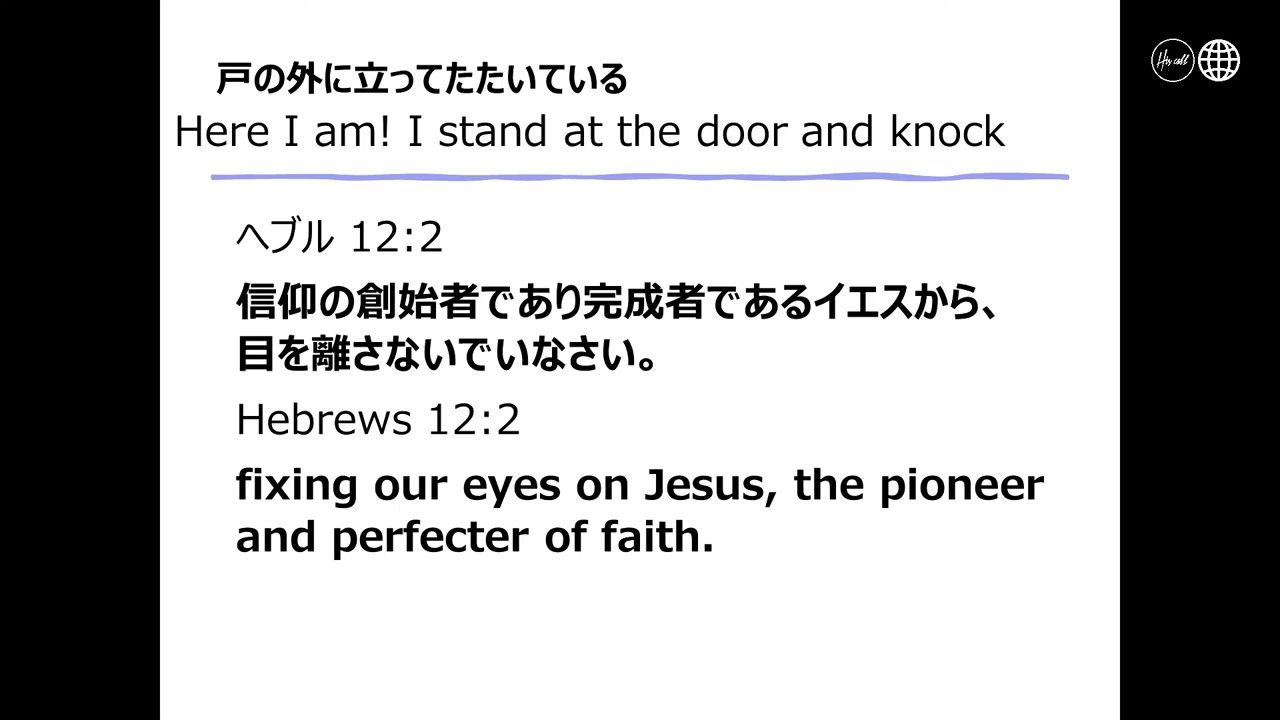 戸の外に立ってたたいている
Here I am! I stand at the door and knock
His call
ヘブル 12:2
信仰の創始者であり完成者であるイエスから、
目を離さないでいなさい。
Hebrews 12:2
fixing our eyes on Jesus, the pioneer
and perfecter of faith.